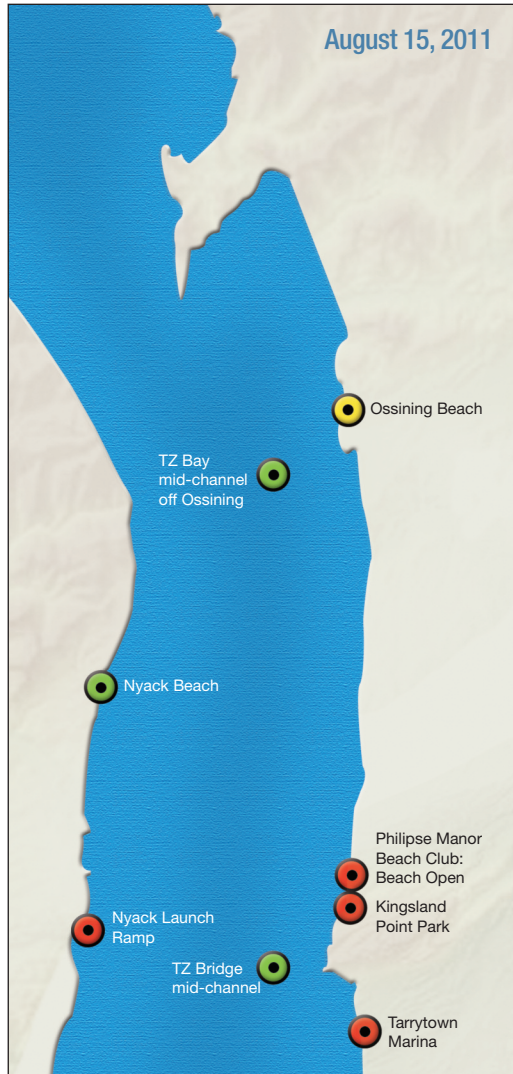 August 15, 2011
Ossining Beach
TZ Bay
mid-channel
off Ossining
Nyack Beach
Philipse Manor
Beach Club:
Beach Open
Kingsland
Point Park
Nyack Launch
Ramp
TZ Bridge
mid-channel
Tarrytown
Marina